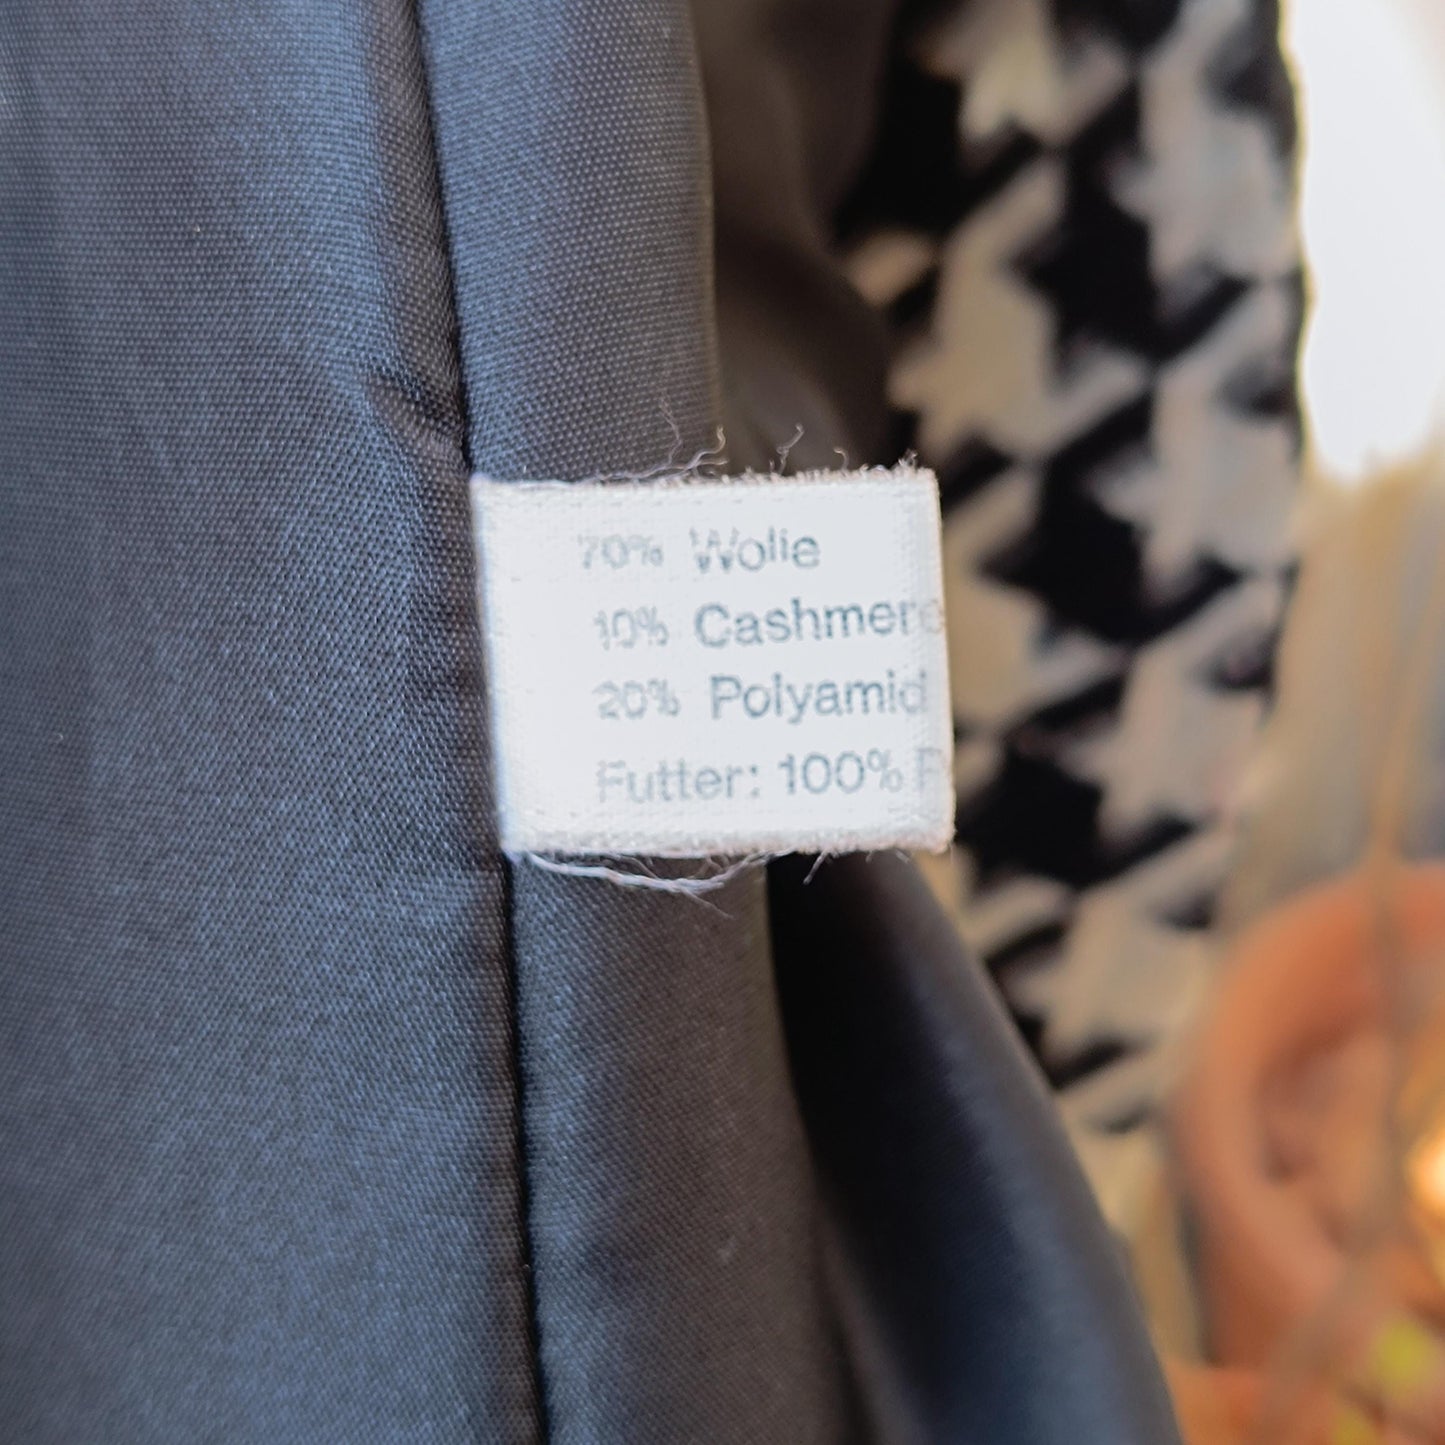 70% Wolle
10% Cashmere
20% Polyamid
Futter: 100%